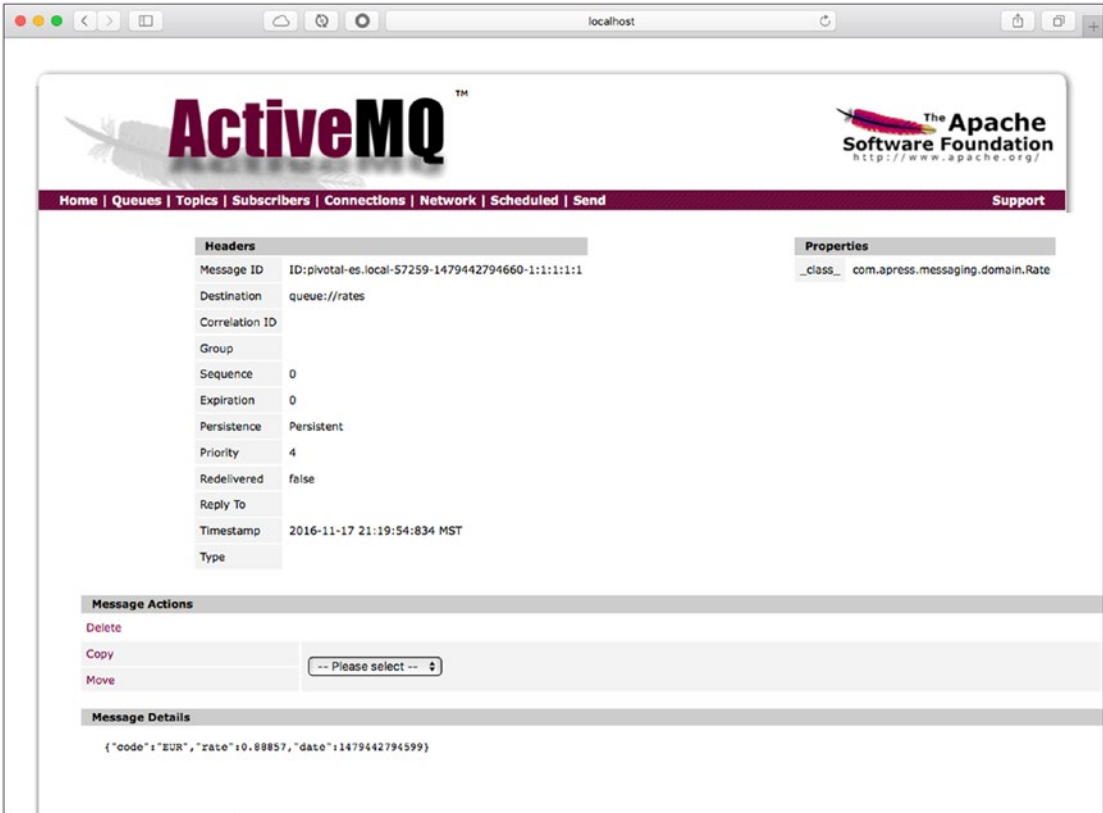 localhost
ActiveMQ™
The Apache
Software Foundation
http://www.apache.org/
Home | Queues | Topics | Subscribers | Connections | Network | Scheduled | Send
Support
Headers
Message ID ID:pivotal-es.local-57259-1479442794660-1:1:1:1:1
Destination queue://rates
Correlation ID
Group
Sequence 0
Expiration 0
Persistence Persistent
Priority 4
Redelivered false
Reply To
Timestamp 2016-11-17 21:19:54:834 MST
Type
Properties
_class_ com.apress.messaging.domain.Rate
Message Actions
Delete
Copy
-- Please select --
Move
Message Details
{"code":"EUR","rate":0.88857,"date":1479442794599}